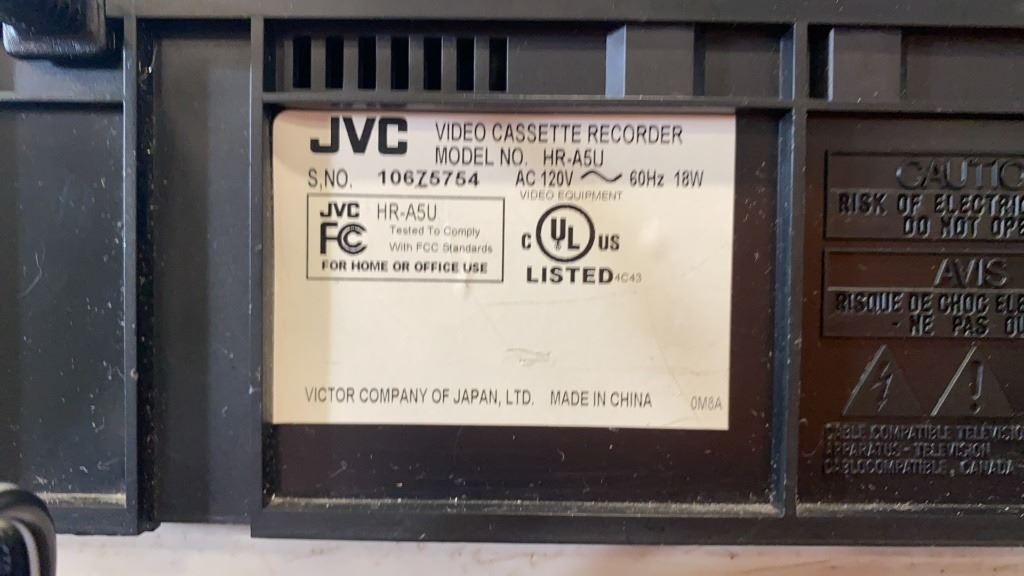 JVC VIDEO CASSETTE RECORDER
MODEL NO. HR-A5U
S,NO. 106Z5754 AC 120V ~ 60Hz 18W
VIDEO EQUIPMENT
JVC HR-A5U
FC Tested To Comply
With FCC Standards
FOR HOME OR OFFICE USE
C UL US
LISTED 4C43
VICTOR COMPANY OF JAPAN, LTD. MADE IN CHINA 0M8A
CAUTIO
RISK OF ELECTRIC
DO NOT OPE
AVIS
RISQUE DE CHOC ELE
- NE PAS OU
COMPATIBLE TELEVISIO
APPARATUS - TELEVISION
CABLOCOMPATIBLE, CANADA